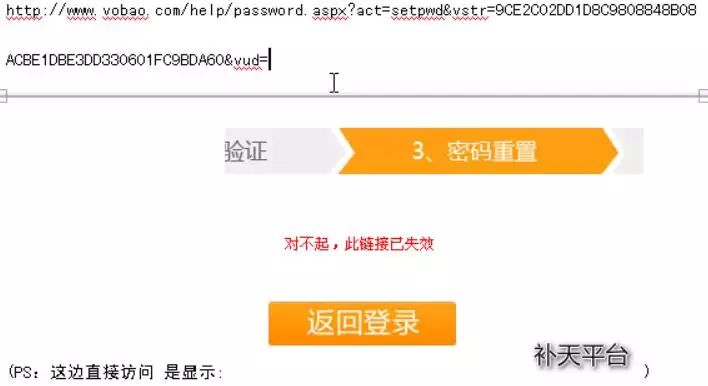 http://www.vobao.com/help/password.aspx?act=setpwd&vstr=9CE2C02DD1D8C9808848B08
ACBE1DBE3DD330601FC9BDA60&vud=
验证
3、密码重置
对不起，此链接已失效
返回登录
(PS: 这边直接访问 是显示: )
补天平台